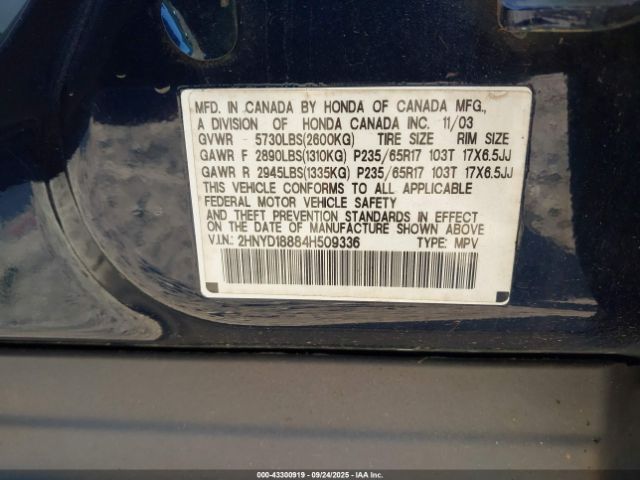 MFD. IN CANADA BY HONDA OF CANADA MFG.,
A DIVISION OF HONDA CANADA INC. 11/03
GVWR - 5730LBS(2600KG) TIRE SIZE RIM SIZE
GAWR F 2890LBS(1310KG) P235/65R17 103T 17X6.5JJ
GAWR R 2945LBS(1335KG) P235/65R17 103T 17X6.5JJ
THIS VEHICLE CONFORMS TO ALL APPLICABLE
FEDERAL MOTOR VEHICLE SAFETY
AND THEFT PREVENTION STANDARDS IN EFFECT
ON THE DATE OF MANUFACTURE SHOWN ABOVE
V.I.N.: 2HNYD18884H509336 TYPE: MPV
000-43300919 - 09/24/2025 - IAAI.COM